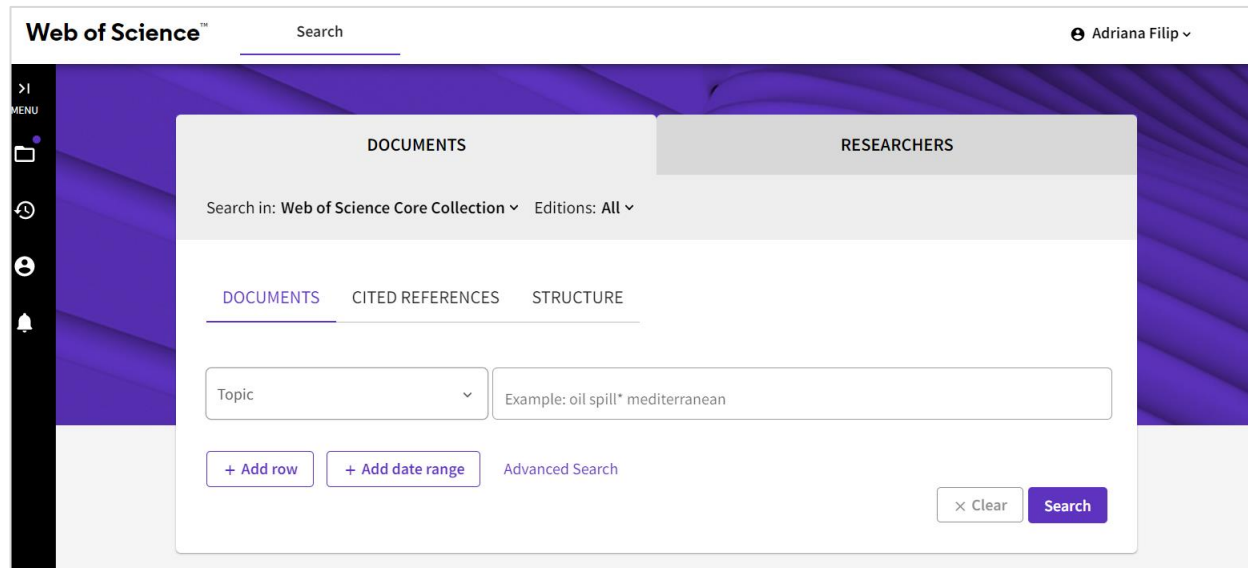 Web of Science™ Search Adriana Filip
MENU
DOCUMENTS RESEARCHERS
Search in: Web of Science Core Collection Editions: All
DOCUMENTS CITED REFERENCES STRUCTURE
Topic Example: oil spill* mediterranean
+ Add row + Add date range Advanced Search
× Clear Search